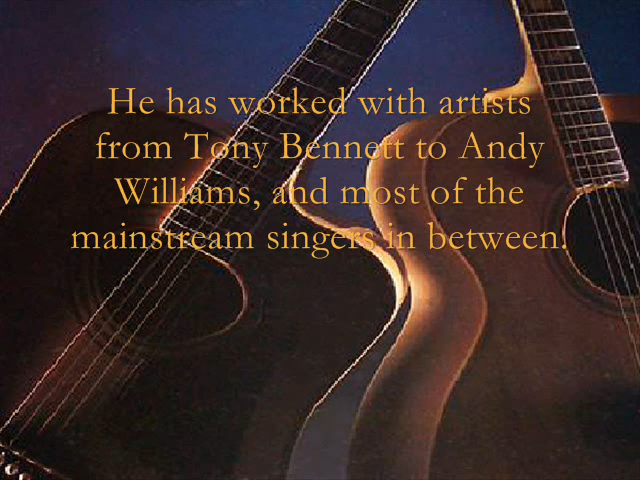 He has worked with artists
from Tony Bennett to Andy
Williams, and most of the
mainstream singers in between.